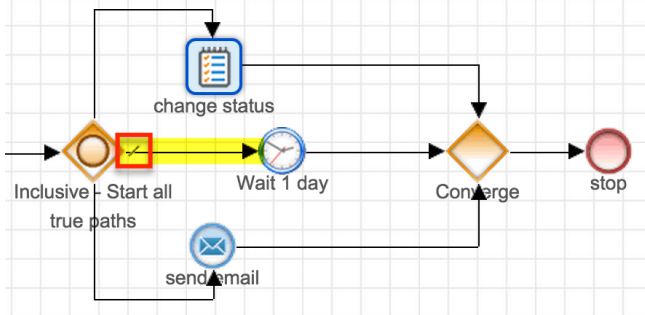 change status
Inclusive - Start all
true paths
Wait 1 day
Converge
stop
send email